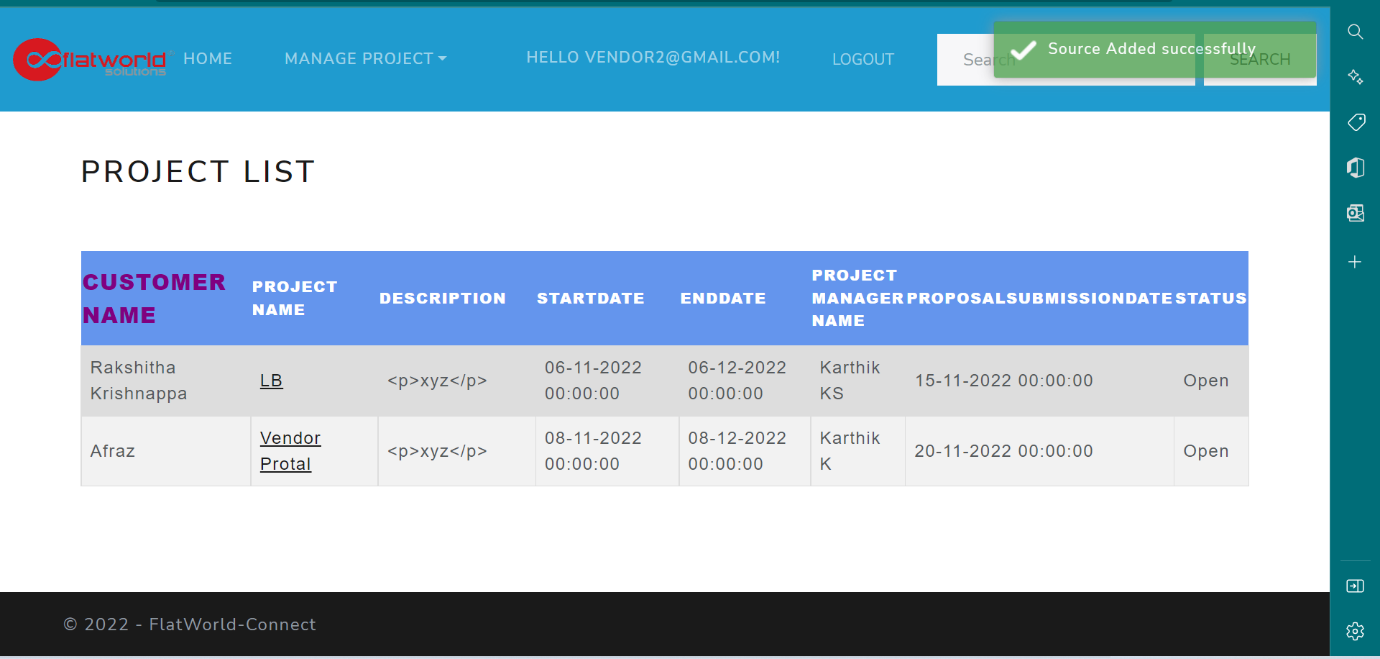 flatworld
solutions
HOME
MANAGE PROJECT
HELLO VENDOR2@GMAIL.COM!
LOGOUT
Search
SEARCH
Source Added successfully
PROJECT LIST
CUSTOMER
NAME
PROJECT
NAME
DESCRIPTION
STARTDATE
ENDDATE
PROJECT
MANAGER
NAME
PROPOSALSUBMISSIONDATE
STATUS
Rakshitha
Krishnappa
LB
<p>xyz</p>
06-11-2022
00:00:00
06-12-2022
00:00:00
Karthik
KS
15-11-2022 00:00:00
Open
Afraz
Vendor
Protal
<p>xyz</p>
08-11-2022
00:00:00
08-12-2022
00:00:00
Karthik
K
20-11-2022 00:00:00
Open
© 2022 - FlatWorld-Connect